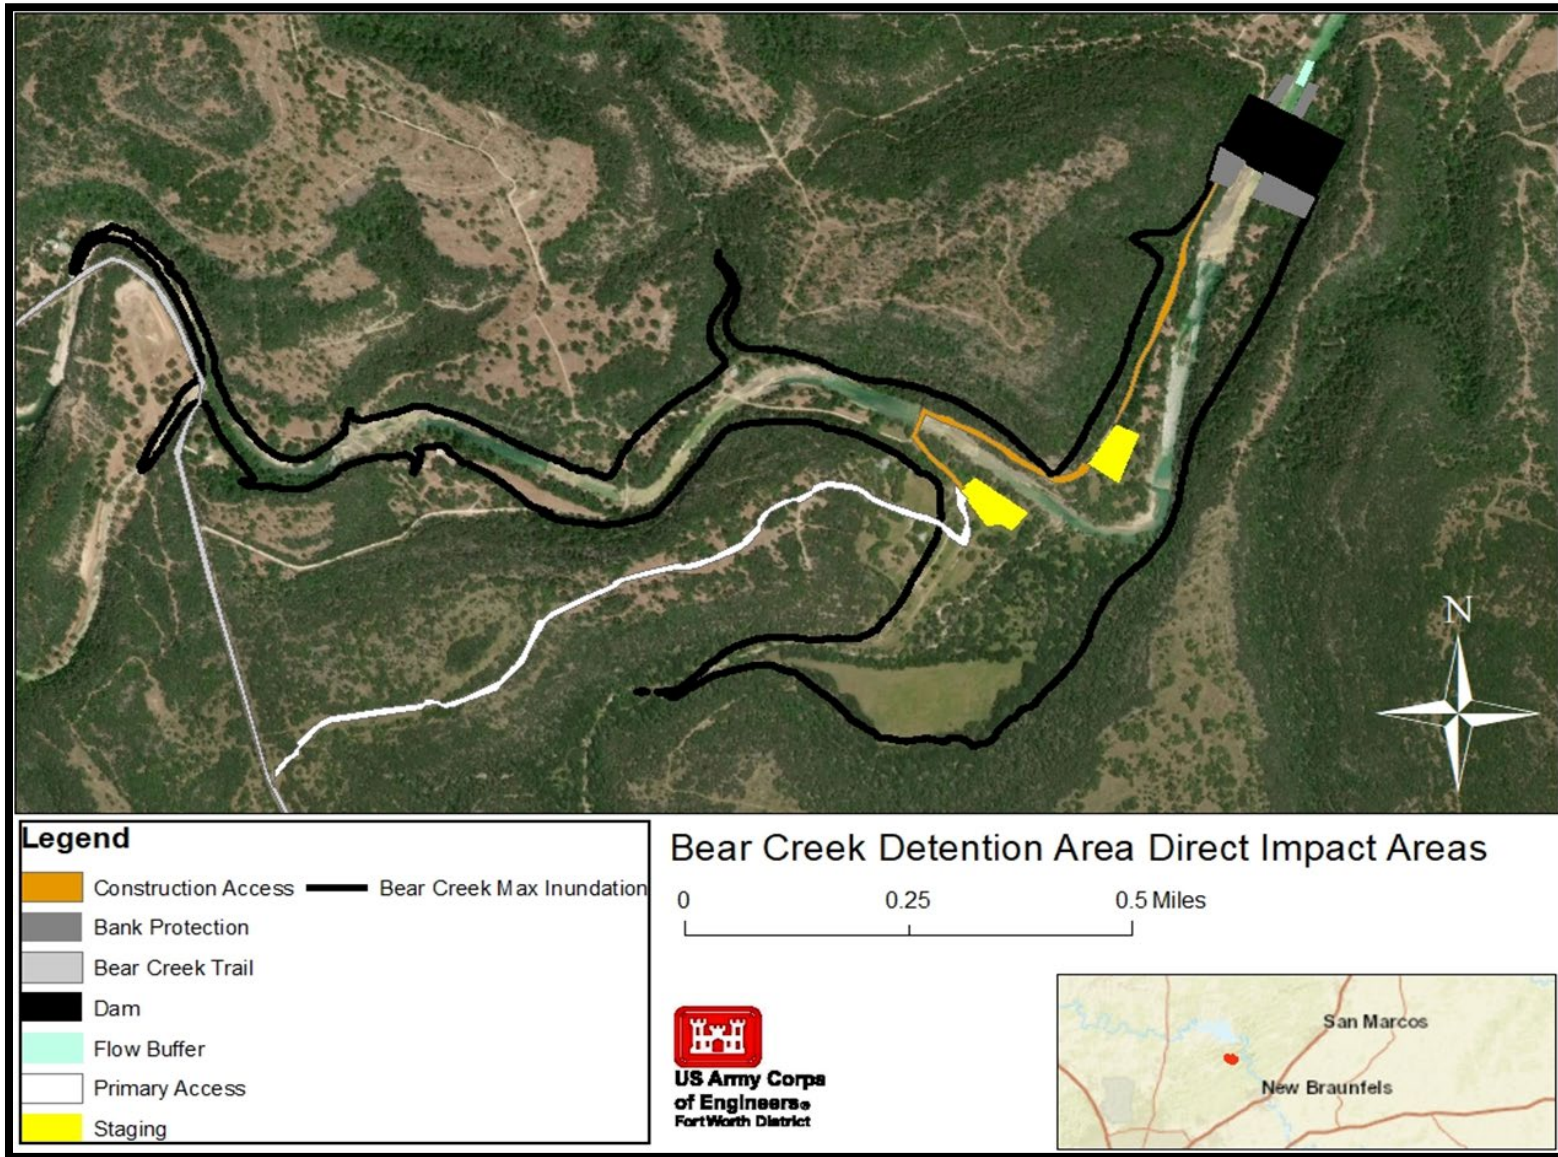 N
Legend
Construction Access
Bear Creek Max Inundation
Bank Protection
Bear Creek Trail
Dam
Flow Buffer
Primary Access
Staging
Bear Creek Detention Area Direct Impact Areas
0 0.25 0.5 Miles
US Army Corps
of Engineers®
Fort Worth District
San Marcos
New Braunfels